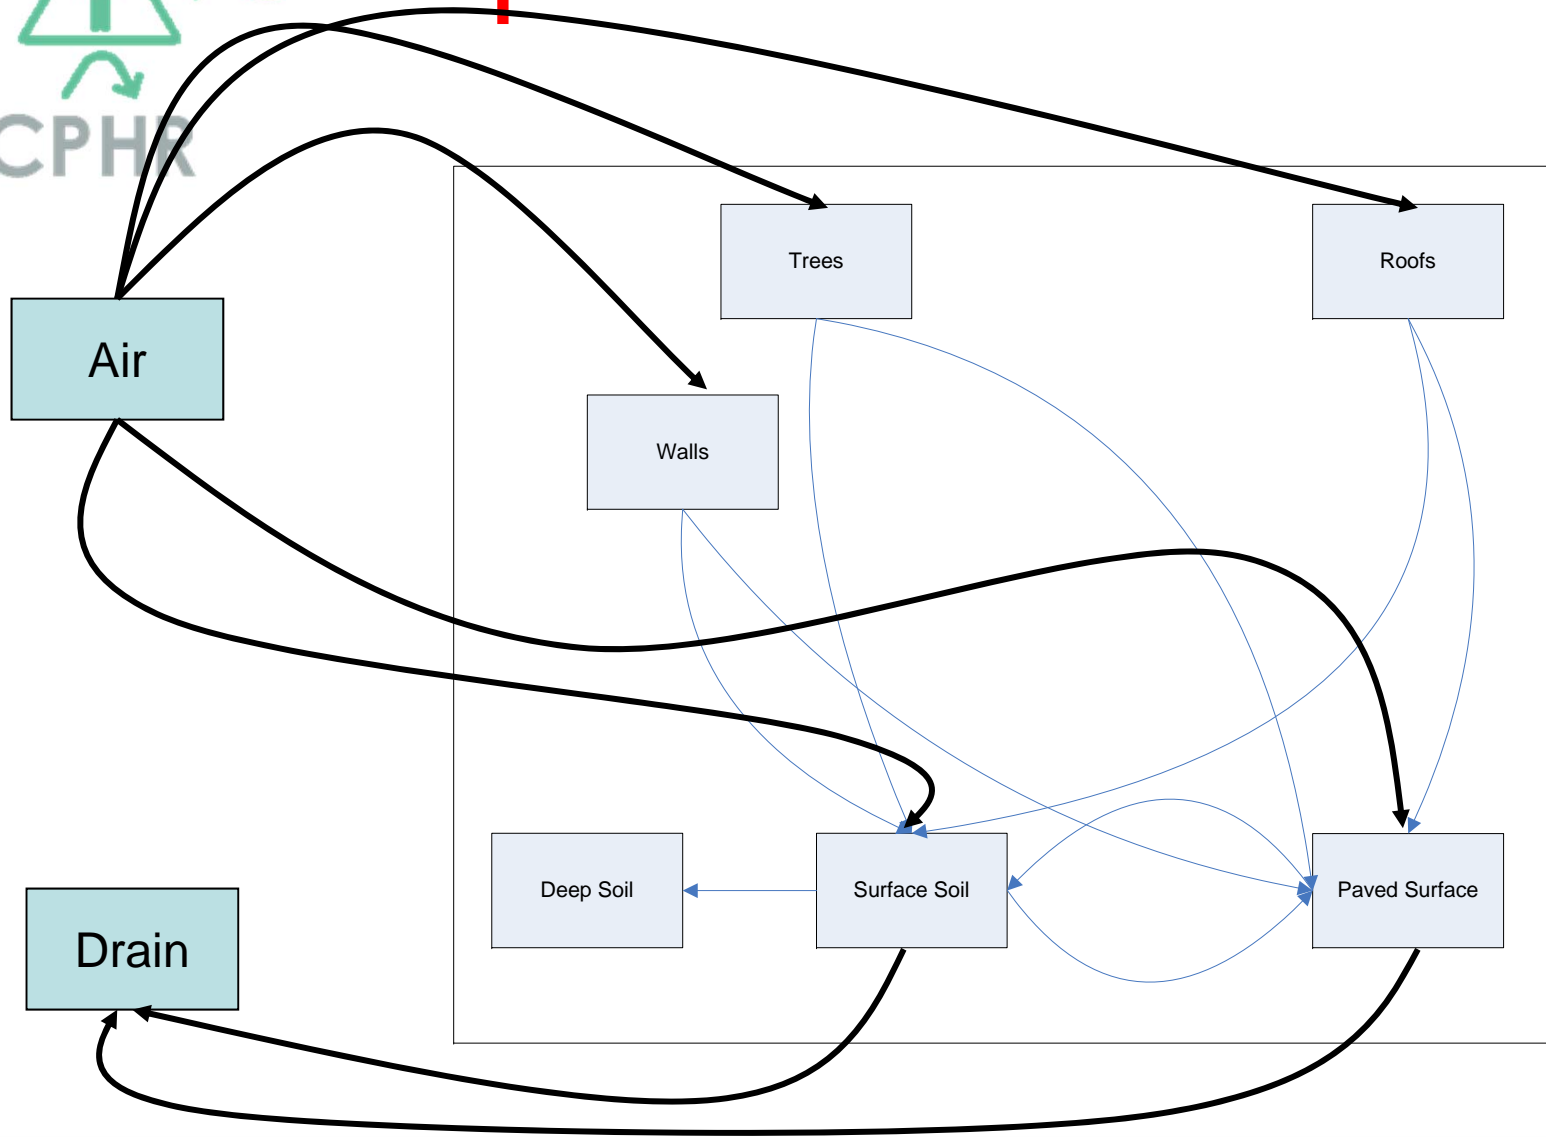 CPHR
Trees
Roofs
Air
Walls
Deep Soil
Surface Soil
Paved Surface
Drain